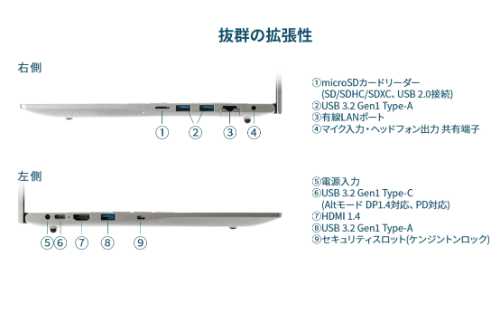 抜群の拡張性
右側
①microSDカードリーダー
(SD/SDHC/SDXC、USB 2.0接続)
②USB 3.2 Gen1 Type-A
③有線LANポート
④マイク入力・ヘッドフォン出力 共有端子
① ② ③ ④
左側
⑤電源入力
⑥USB 3.2 Gen1 Type-C
(Altモード DP1.4対応、PD対応)
⑦HDMI 1.4
⑧USB 3.2 Gen1 Type-A
⑨セキュリティスロット(ケンジントンロック)
⑤ ⑥ ⑦ ⑧ ⑨